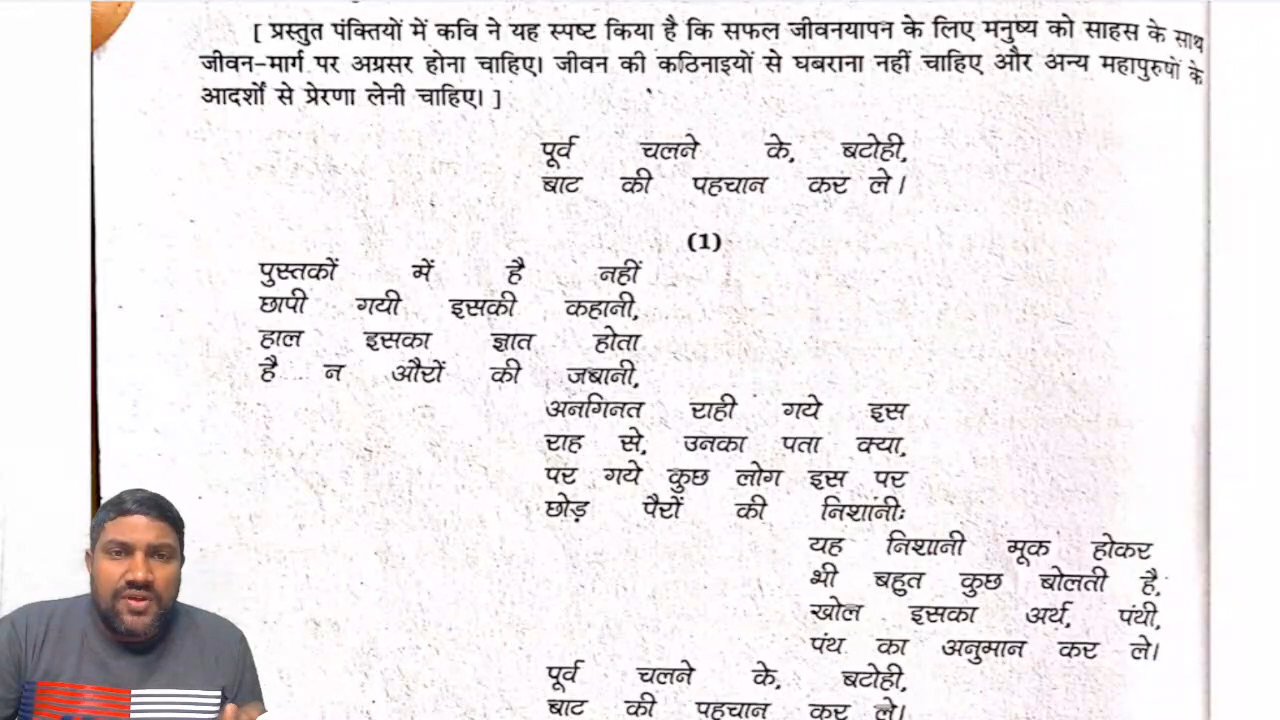 [ प्रस्तुत पंक्तियों में कवि ने यह स्पष्ट किया है कि सफल जीवनयापन के लिए मनुष्य को साहस के साथ
जीवन-मार्ग पर अग्रसर होना चाहिए। जीवन की कठिनाइयों से घबराना नहीं चाहिए और अन्य महापुरुषों के
आदर्शों से प्रेरणा लेनी चाहिए। ]
पूर्व चलने के, बटोही,
बाट की पहचान कर ले।
(1)
पुस्तकों में है नहीं
छापी गयी इसकी कहानी,
हाल इसका ज्ञात होता
है न औरों की जबानी,
अनगिनत राही गये इस
राह से, उनका पता क्या,
पर गये कुछ लोग इस पर
छोड़ पैरों की निशानीः
यह निशानी मूक होकर
भी बहुत कुछ बोलती है,
खोल इसका अर्थ, पंथी,
पंथ का अनुमान कर ले।
पूर्व चलने के, बटोही,
बाट की पहचान कर ले।